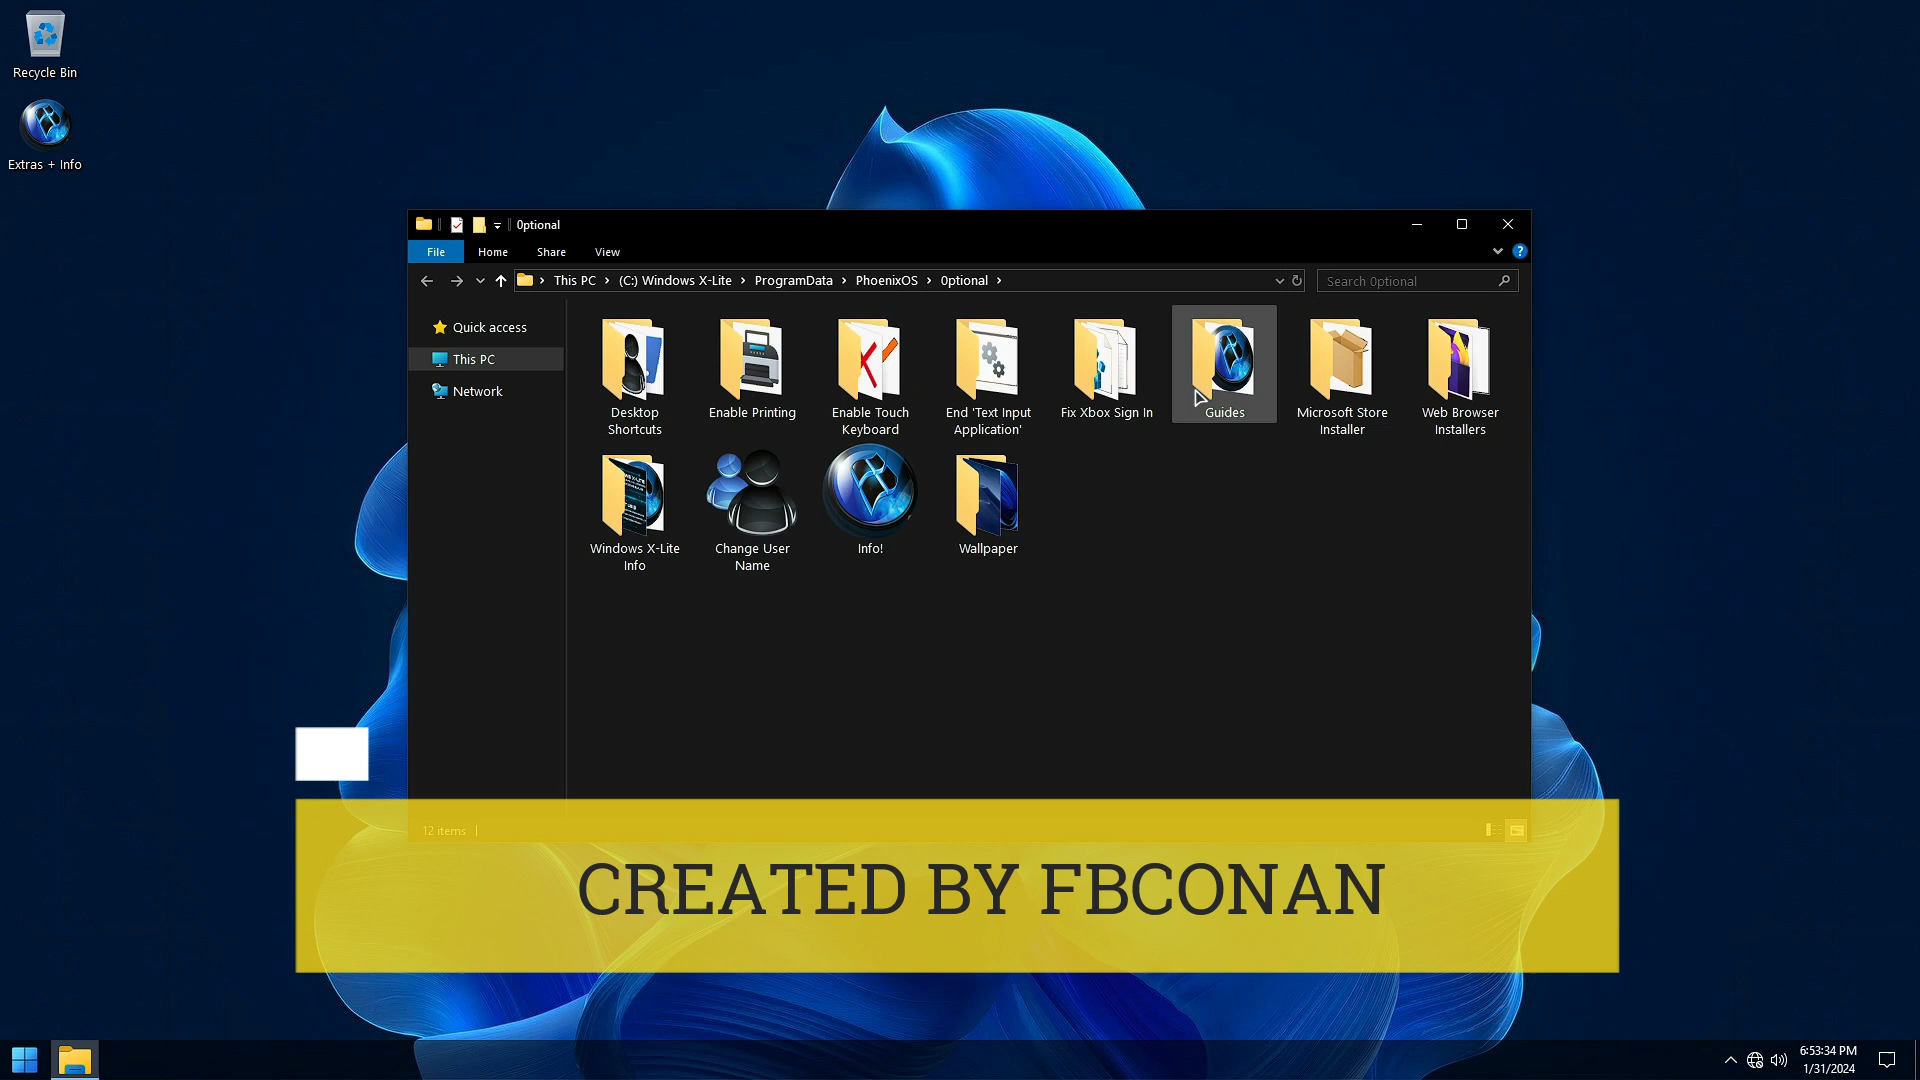 Recycle Bin
Extras + Info
0ptional
File
Home
Share
View
This PC
(C:) Windows X-Lite
ProgramData
PhoenixOS
0ptional
Search 0ptional
Quick access
This PC
Network
Desktop
Shortcuts
Enable Printing
Enable Touch
Keyboard
End 'Text Input
Application'
Fix Xbox Sign In
Guides
Microsoft Store
Installer
Web Browser
Installers
Windows X-Lite
Info
Change User
Name
Info!
Wallpaper
12 items
CREATED BY FBCONAN
6:53:34 PM
1/31/2024